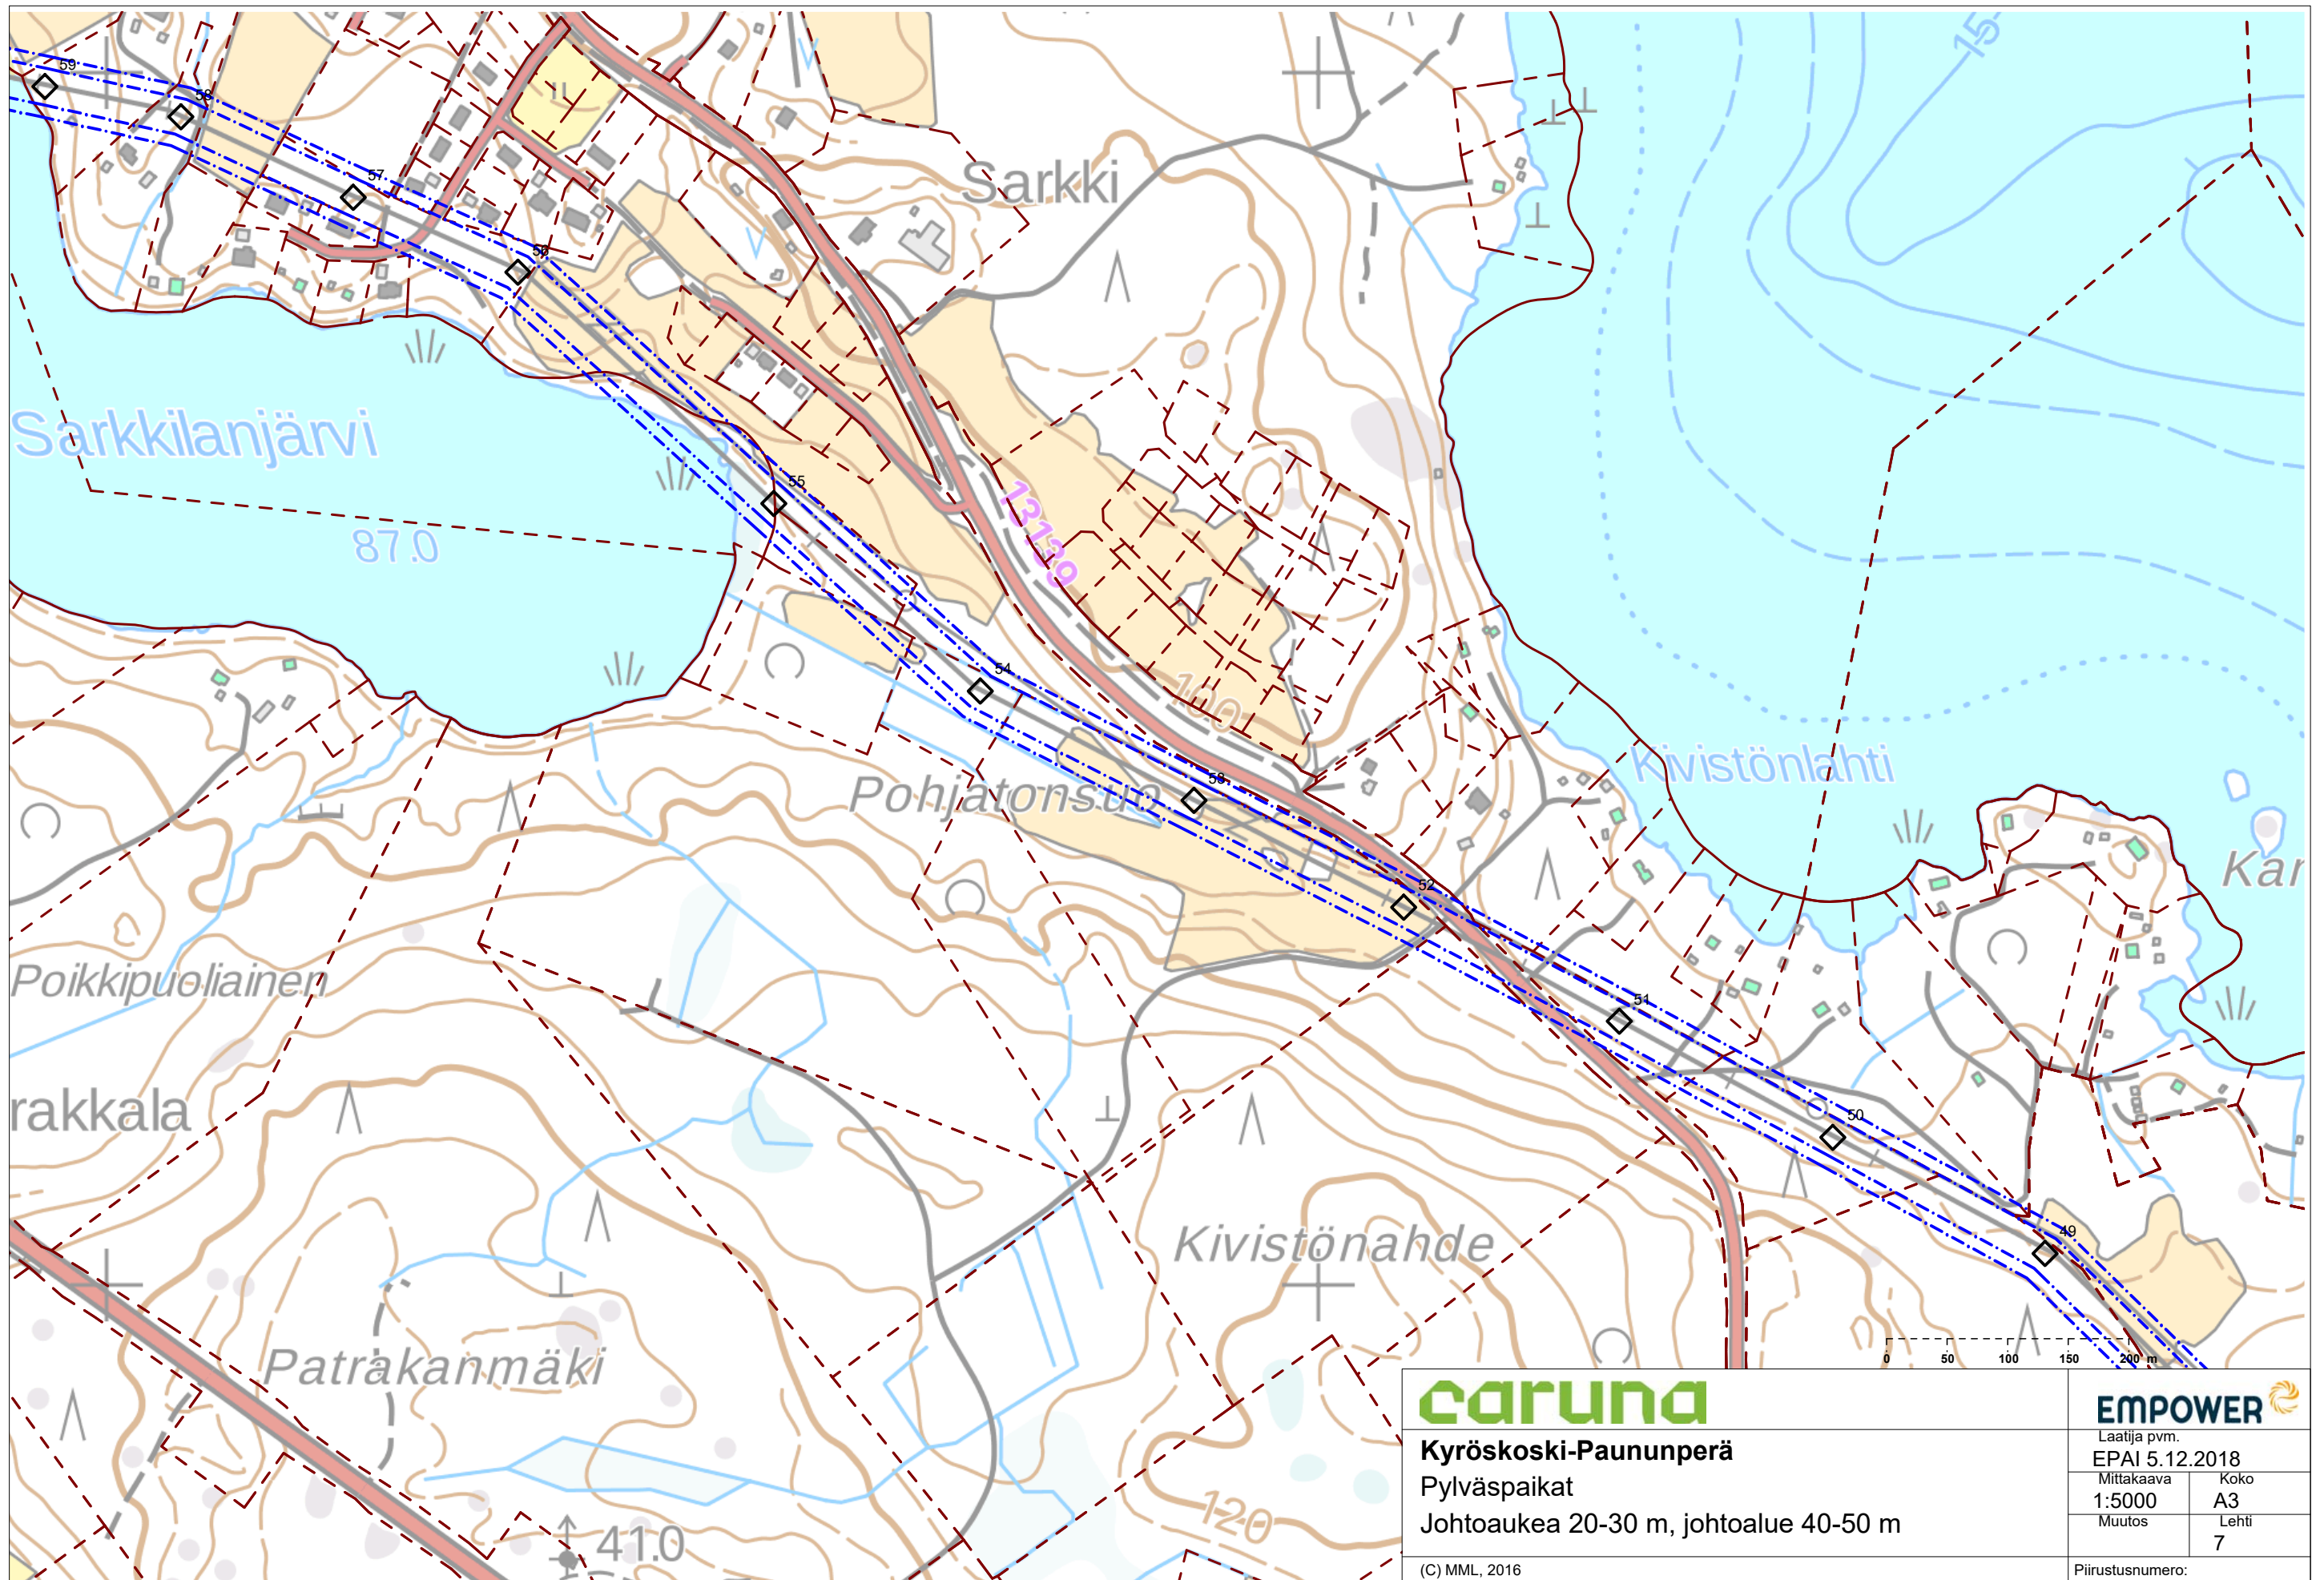 15
59
58
57
56
Sarkki
Sarkkilanjärvi
87.0
55
13139
54
100
53
Pohjatonsuo
Kivistönlahti
52
Kar
Poikkipuoliainen
51
rakkala
50
49
Kivistönahde
Patrakanmäki
120
41.0
0 50 100 150 200 m
caruna
EMPOWER
Kyröskoski-Paununperä
Pylväspaikat
Johtoaukea 20-30 m, johtoalue 40-50 m
(C) MML, 2016
Laatija pvm.
EPAI 5.12.2018
Mittakaava Koko
1:5000 A3
Muutos Lehti
7
Piirustusnumero: